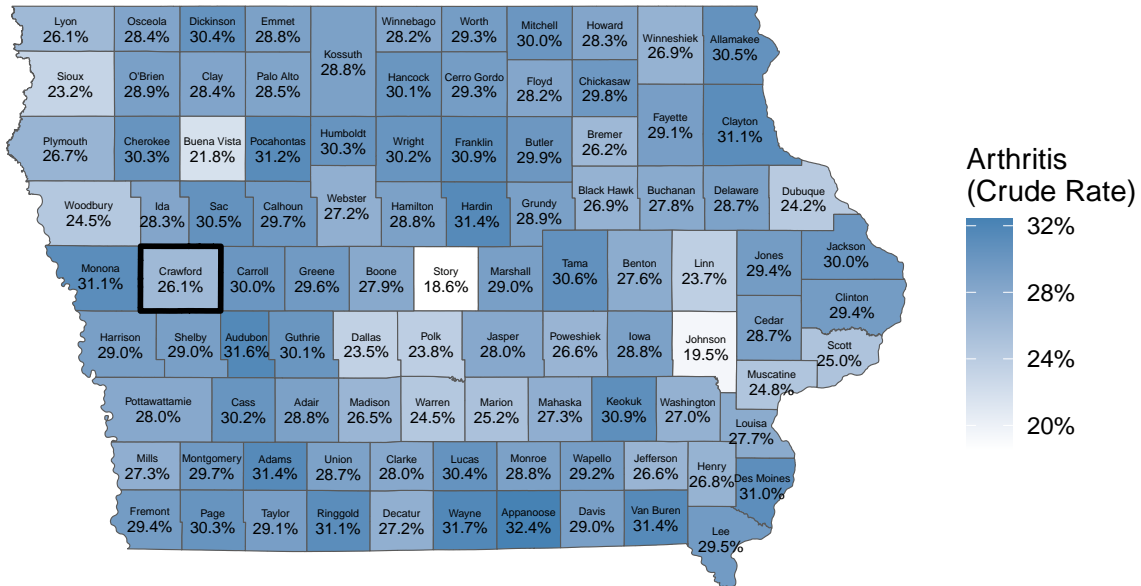 Lyon
26.1%
Osceola
28.4%
Dickinson
30.4%
Emmet
28.8%
Winnebago
28.2%
Worth
29.3%
Mitchell
30.0%
Howard
28.3%
Winneshiek
26.9%
Allamakee
30.5%
Kossuth
28.8%
Sioux
23.2%
O'Brien
28.9%
Clay
28.4%
Palo Alto
28.5%
Hancock
30.1%
Cerro Gordo
29.3%
Floyd
28.2%
Chickasaw
29.8%
Fayette
29.1%
Clayton
31.1%
Plymouth
26.7%
Cherokee
30.3%
Buena Vista
21.8%
Pocahontas
31.2%
Humboldt
30.3%
Wright
30.2%
Franklin
30.9%
Butler
29.9%
Bremer
26.2%
Woodbury
24.5%
Ida
28.3%
Sac
30.5%
Calhoun
29.7%
Webster
27.2%
Hamilton
28.8%
Hardin
31.4%
Grundy
28.9%
Black Hawk
26.9%
Buchanan
27.8%
Delaware
28.7%
Dubuque
24.2%
Monona
31.1%
Crawford
26.1%
Carroll
30.0%
Greene
29.6%
Boone
27.9%
Story
18.6%
Marshall
29.0%
Tama
30.6%
Benton
27.6%
Linn
23.7%
Jones
29.4%
Jackson
30.0%
Clinton
29.4%
Harrison
29.0%
Shelby
29.0%
Audubon
31.6%
Guthrie
30.1%
Dallas
23.5%
Polk
23.8%
Jasper
28.0%
Poweshiek
26.6%
Iowa
28.8%
Johnson
19.5%
Cedar
28.7%
Scott
25.0%
Muscatine
24.8%
Pottawattamie
28.0%
Cass
30.2%
Adair
28.8%
Madison
26.5%
Warren
24.5%
Marion
25.2%
Mahaska
27.3%
Keokuk
30.9%
Washington
27.0%
Louisa
27.7%
Mills
27.3%
Montgomery
29.7%
Adams
31.4%
Union
28.7%
Clarke
28.0%
Lucas
30.4%
Monroe
28.8%
Wapello
29.2%
Jefferson
26.6%
Henry
26.8%
Des Moines
31.0%
Fremont
29.4%
Page
30.3%
Taylor
29.1%
Ringgold
31.1%
Decatur
27.2%
Wayne
31.7%
Appanoose
32.4%
Davis
29.0%
Van Buren
31.4%
Lee
29.5%
Arthritis
(Crude Rate)
32%
28%
24%
20%